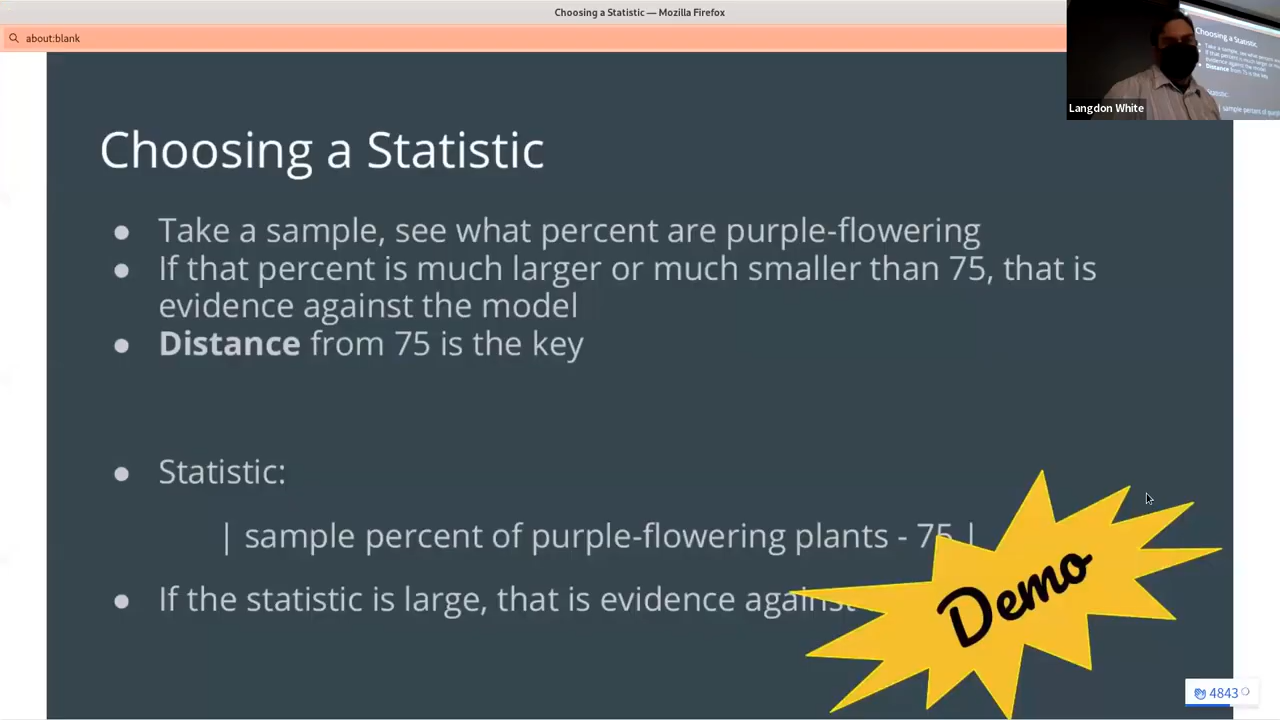 Choosing a Statistic — Mozilla Firefox
about:blank
Langdon White
Choosing a Statistic
● Take a sample, see what percent are purple-flowering
● If that percent is much larger or much smaller than 75, that is
evidence against the model
● Distance from 75 is the key
● Statistic:
| sample percent of purple-flowering plants - 75 |
● If the statistic is large, that is evidence against
Demo
4843